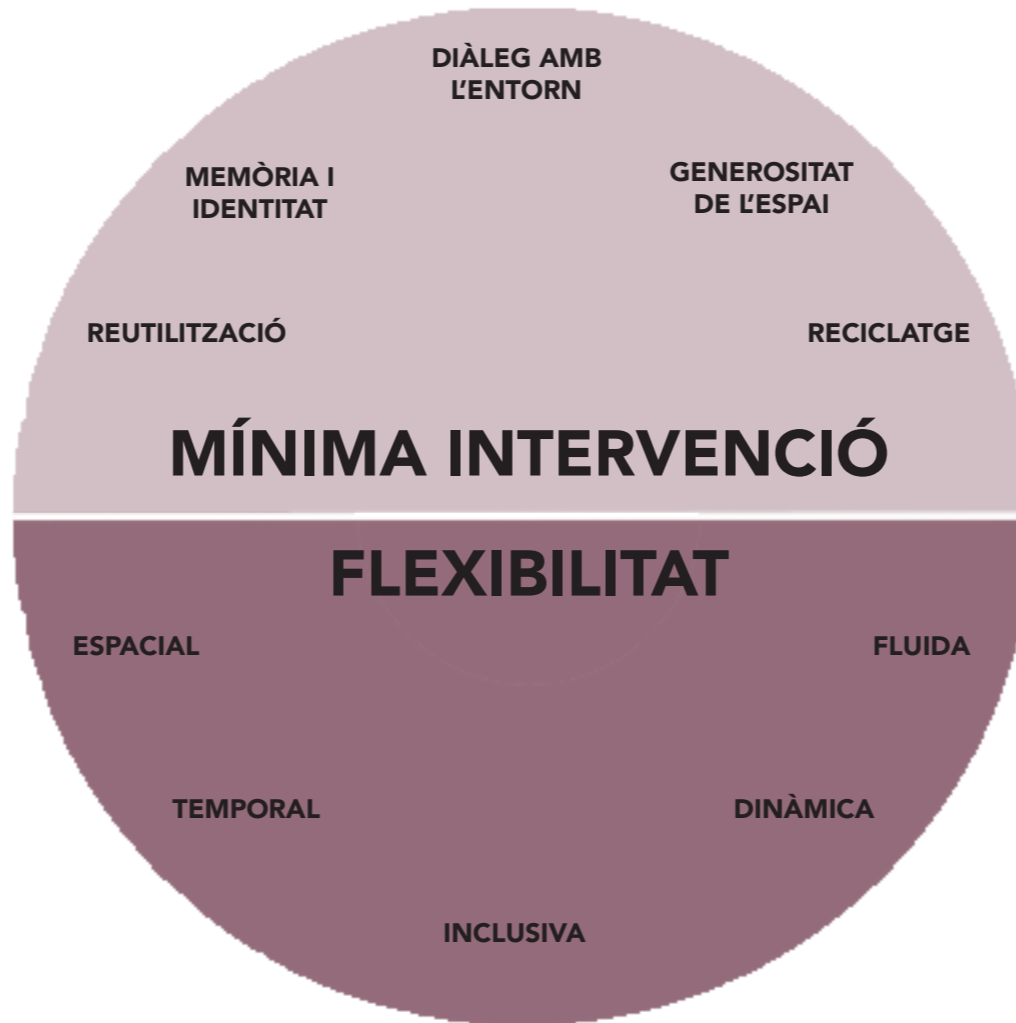 DIÀLEG AMB
L'ENTORN
MEMÒRIA I
IDENTITAT
GENEROSITAT
DE L'ESPAI
REUTILITZACIÓ
RECICLATGE
MÍNIMA INTERVENCIÓ
FLEXIBILITAT
ESPACIAL
FLUIDA
TEMPORAL
DINÀMICA
INCLUSIVA